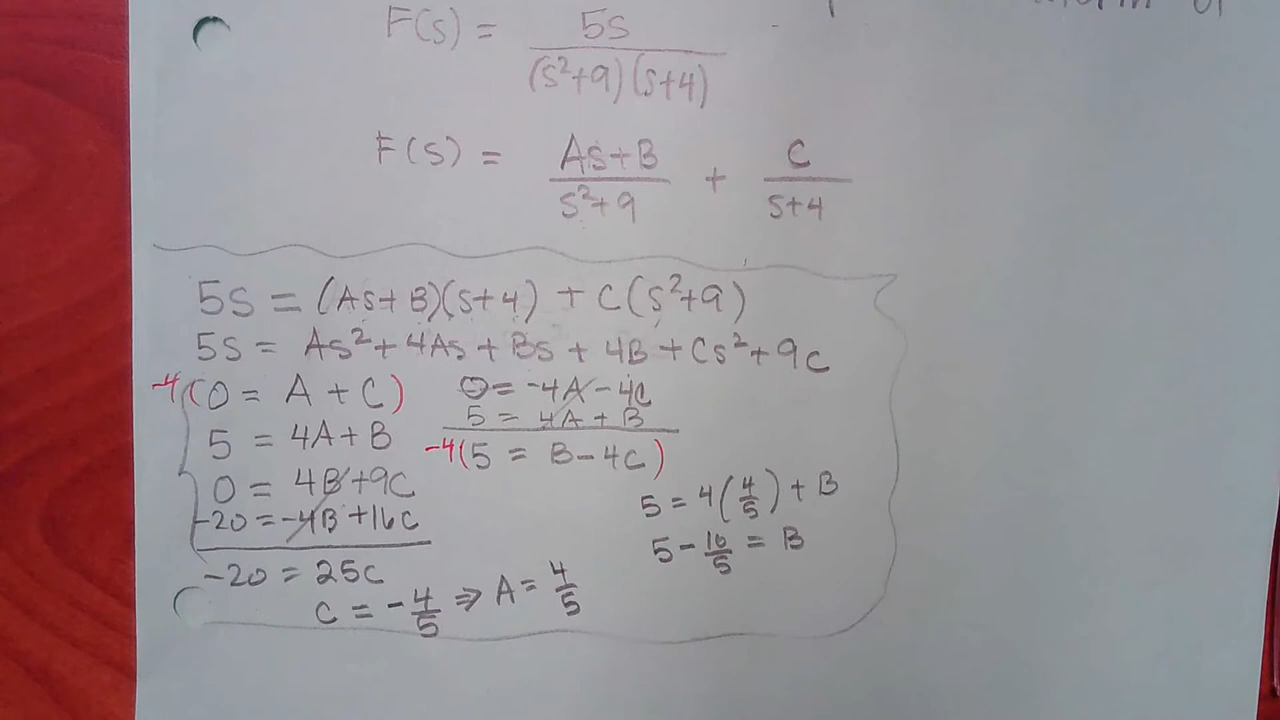 of
F(s) = 5s / (s²+9)(s+4)
F(s) = As+B / s²+9 + C / s+4
5s = (As+B)(s+4) + C(s²+9)
5s = As² + 4As + Bs + 4B + Cs² + 9C
-4(0 = A + C)
5 = 4A + B
0 = 4B + 9C
-20 = -4B + 16C
-20 = 25C
C = -4/5 ⇒ A = 4/5
0 = -4A - 4C
5 = 4A + B
-4(5 = B - 4C)
5 = 4(4/5) + B
5 - 16/5 = B